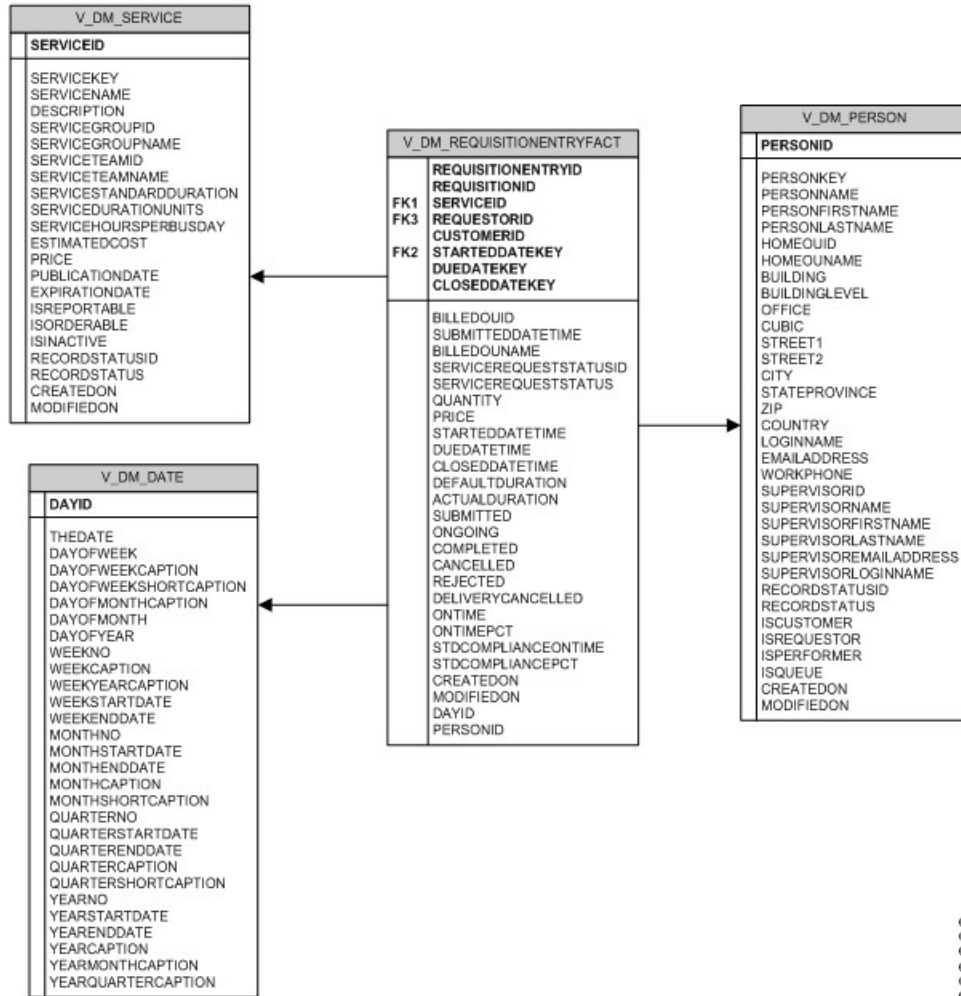 V_DM_SERVICE
SERVICEID
SERVICEKEY
SERVICENAME
DESCRIPTION
SERVICEGROUPID
SERVICEGROUPNAME
SERVICETEAMID
SERVICETEAMNAME
SERVICESTANDARDDURATION
SERVICEDURATIONUNITS
SERVICEHOURSPERBUSDAY
ESTIMATEDCOST
PRICE
PUBLICATIONDATE
EXPIRATIONDATE
ISREPORTABLE
ISORDERABLE
ISINACTIVE
RECORDSTATUSID
RECORDSTATUS
CREATEDON
MODIFIEDON
V_DM_DATE
DAYID
THEDATE
DAYOFWEEK
DAYOFWEEKCAPTION
DAYOFWEEKSHORTCAPTION
DAYOFMONTHCAPTION
DAYOFMONTH
DAYOFYEAR
WEEKNO
WEEKCAPTION
WEEKYEARCAPTION
WEEKSTARTDATE
WEEKENDDATE
MONTHNO
MONTHSTARTDATE
MONTHENDDATE
MONTHCAPTION
MONTHSHORTCAPTION
QUARTERNO
QUARTERSTARTDATE
QUARTERENDDATE
QUARTERCAPTION
QUARTERSHORTCAPTION
YEARNO
YEARSTARTDATE
YEARENDDATE
YEARCAPTION
YEARMONTHCAPTION
YEARQUARTERCAPTION
V_DM_REQUISITIONENTRYFACT
REQUISITIONENTRYID
REQUISITIONID
FK1 SERVICEID
FK3 REQUESTORID
CUSTOMERID
FK2 STARTEDDATEKEY
DUEDATEKEY
CLOSEDDATEKEY
BILLEDOUID
SUBMITTEDDATETIME
BILLEDOUNAME
SERVICEREQUESTSTATUSID
SERVICEREQUESTSTATUS
QUANTITY
PRICE
STARTEDDATETIME
DUEDATETIME
CLOSEDDATETIME
DEFAULTDURATION
ACTUALDURATION
SUBMITTED
ONGOING
COMPLETED
CANCELLED
REJECTED
DELIVERYCANCELLED
ONTIME
ONTIMEPCT
STDCOMPLIANCEONTIME
STDCOMPLIANCEPCT
CREATEDON
MODIFIEDON
DAYID
PERSONID
V_DM_PERSON
PERSONID
PERSONKEY
PERSONNAME
PERSONFIRSTNAME
PERSONLASTNAME
HOMEOUID
HOMEOUNAME
BUILDING
BUILDINGLEVEL
OFFICE
CUBIC
STREET1
STREET2
CITY
STATEPROVINCE
ZIP
COUNTRY
LOGINNAME
EMAILADDRESS
WORKPHONE
SUPERVISORID
SUPERVISORNAME
SUPERVISORFIRSTNAME
SUPERVISORLASTNAME
SUPERVISOREMAILADDRESS
SUPERVISORLOGINNAME
RECORDSTATUSID
RECORDSTATUS
ISCUSTOMER
ISREQUESTOR
ISPERFORMER
ISQUEUE
CREATEDON
MODIFIEDON